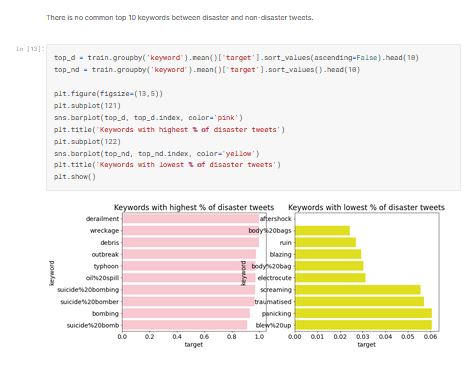 There is no common top 10 keywords between disaster and non-disaster tweets.
In [13]:
top_d = train.groupby('keyword').mean()['target'].sort_values(ascending=False).head(10)
top_nd = train.groupby('keyword').mean()['target'].sort_values().head(10)
plt.figure(figsize=(13,5))
plt.subplot(121)
sns.barplot(top_d, top_d.index, color='pink')
plt.title('Keywords with highest % of disaster tweets')
plt.subplot(122)
sns.barplot(top_nd, top_nd.index, color='yellow')
plt.title('Keywords with lowest % of disaster tweets')
plt.show()
Keywords with highest % of disaster tweets
keyword
derailment
wreckage
debris
outbreak
typhoon
oil%20spill
suicide%20bombing
suicide%20bomber
bombing
suicide%20bomb
0.0 0.2 0.4 0.6 0.8 1.0
target
Keywords with lowest % of disaster tweets
keyword
aftershock
body%20bags
ruin
blazing
body%20bag
electrocute
screaming
traumatised
panicking
blew%20up
0.00 0.01 0.02 0.03 0.04 0.05 0.06
target